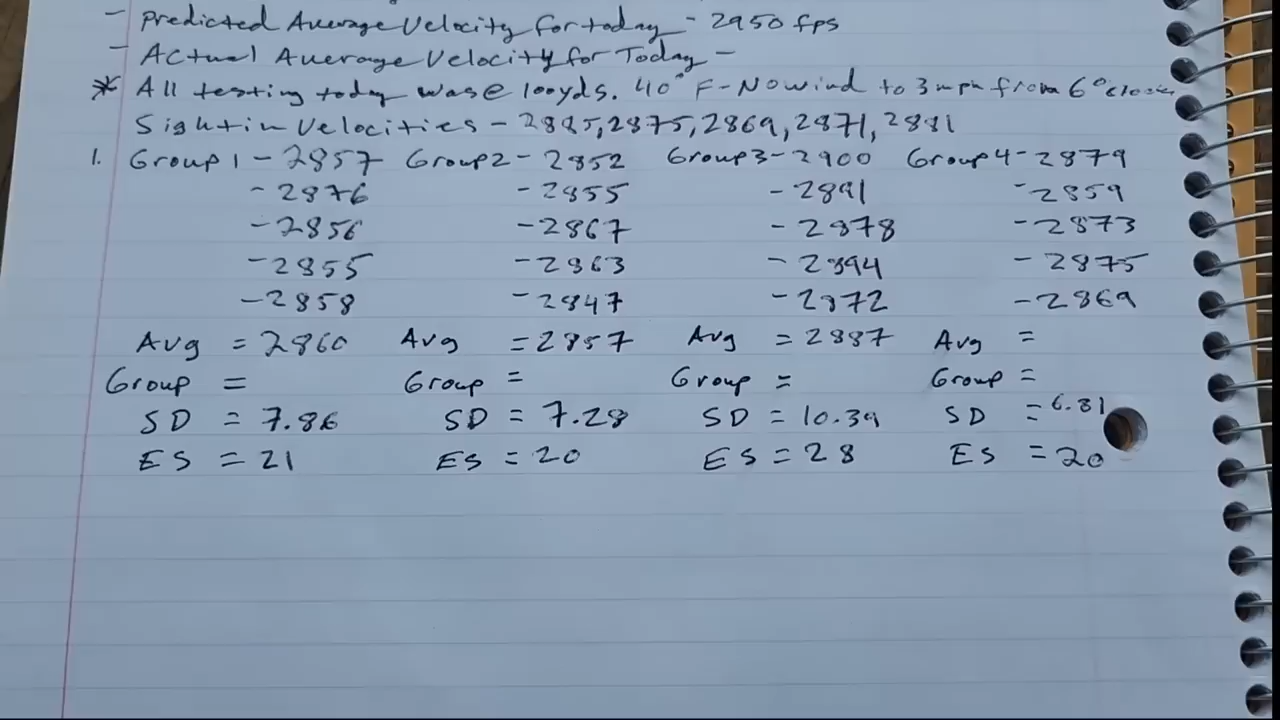 - Predicted Average Velocity for today - 2950 fps
- Actual Average Velocity for Today -
* All testing today was @ 100yds. 40° F - No wind to 3mph from 6 o'clock
Sight in Velocities - 2885, 2875, 2869, 2871, 2881
1. Group 1 - 2857 Group 2 - 2852 Group 3 - 2900 Group 4 - 2879
- 2876 - 2855 - 2891 - 2859
- 2856 - 2867 - 2878 - 2873
- 2855 - 2863 - 2894 - 2875
- 2858 - 2847 - 2872 - 2869
Avg = 2860 Avg = 2857 Avg = 2887 Avg =
Group = Group = Group = Group =
SD = 7.86 SD = 7.28 SD = 10.39 SD = 6.81
ES = 21 ES = 20 ES = 28 ES = 20